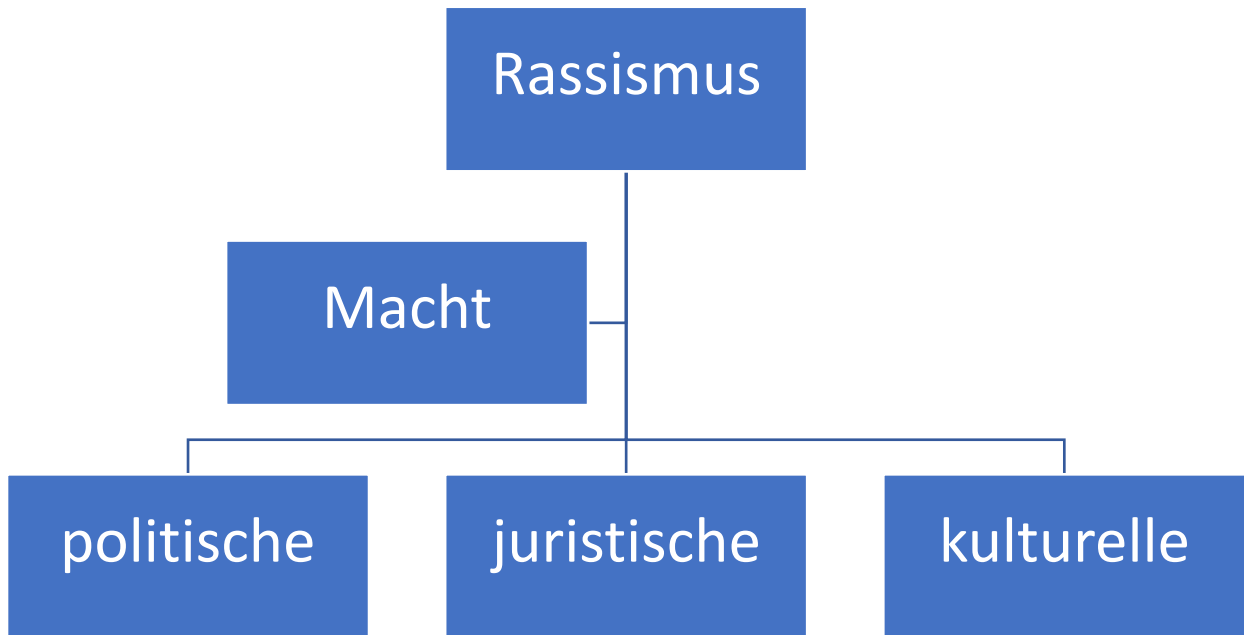 Rassismus
Macht
politische
juristische
kulturelle